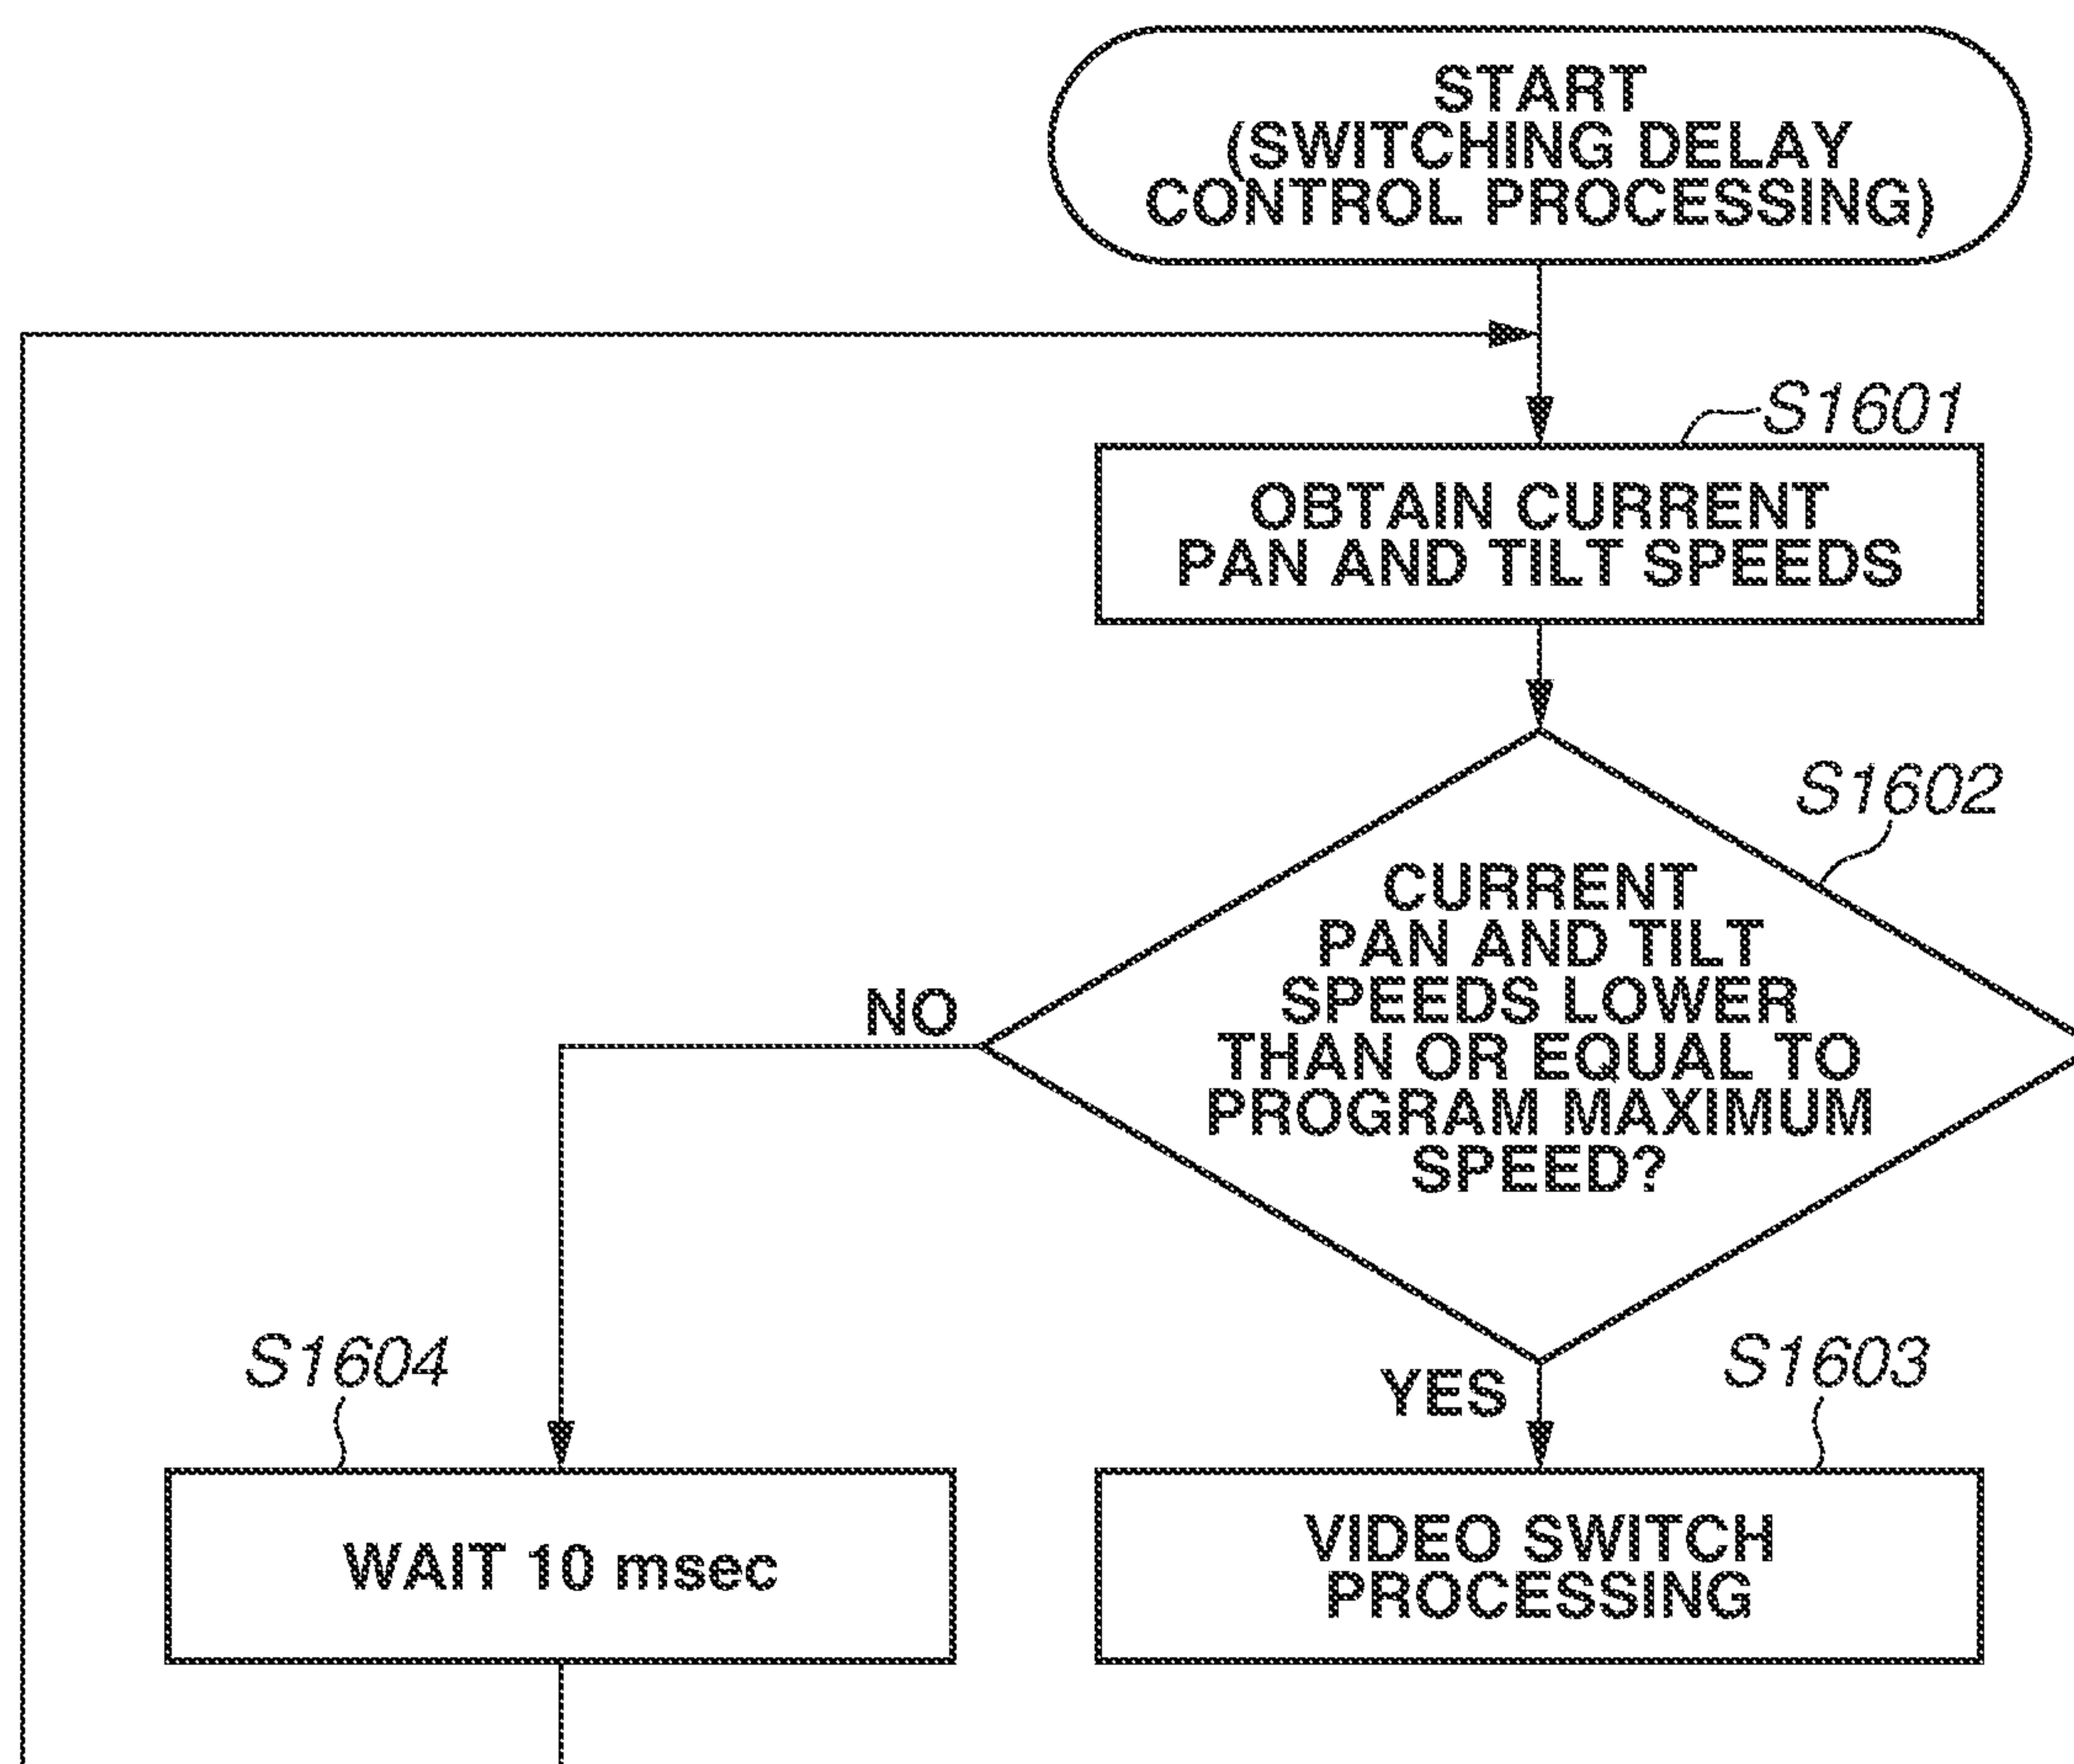 START
(SWITCHING DELAY
CONTROL PROCESSING)
S1601
OBTAIN CURRENT
PAN AND TILT SPEEDS
S1602
CURRENT
PAN AND TILT
SPEEDS LOWER
THAN OR EQUAL TO
PROGRAM MAXIMUM
SPEED?
NO
YES
S1604
S1603
WAIT 10 msec
VIDEO SWITCH
PROCESSING